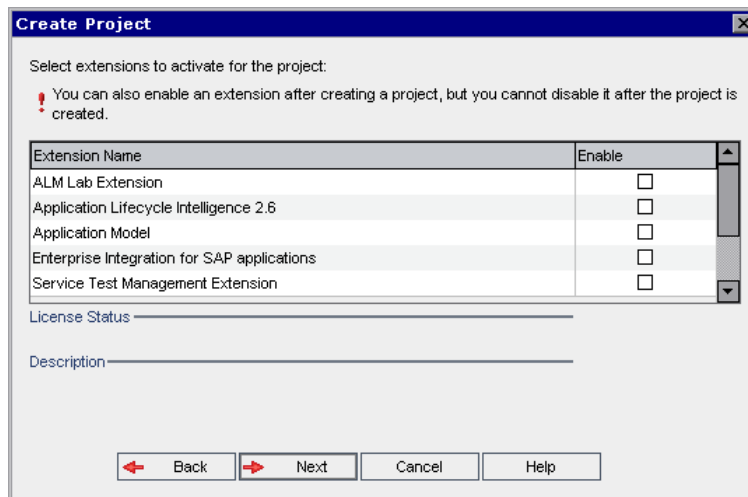 Create Project
Select extensions to activate for the project:
You can also enable an extension after creating a project, but you cannot disable it after the project is
created.
Extension Name Enable
ALM Lab Extension
Application Lifecycle Intelligence 2.6
Application Model
Enterprise Integration for SAP applications
Service Test Management Extension
License Status
Description
Back Next Cancel Help